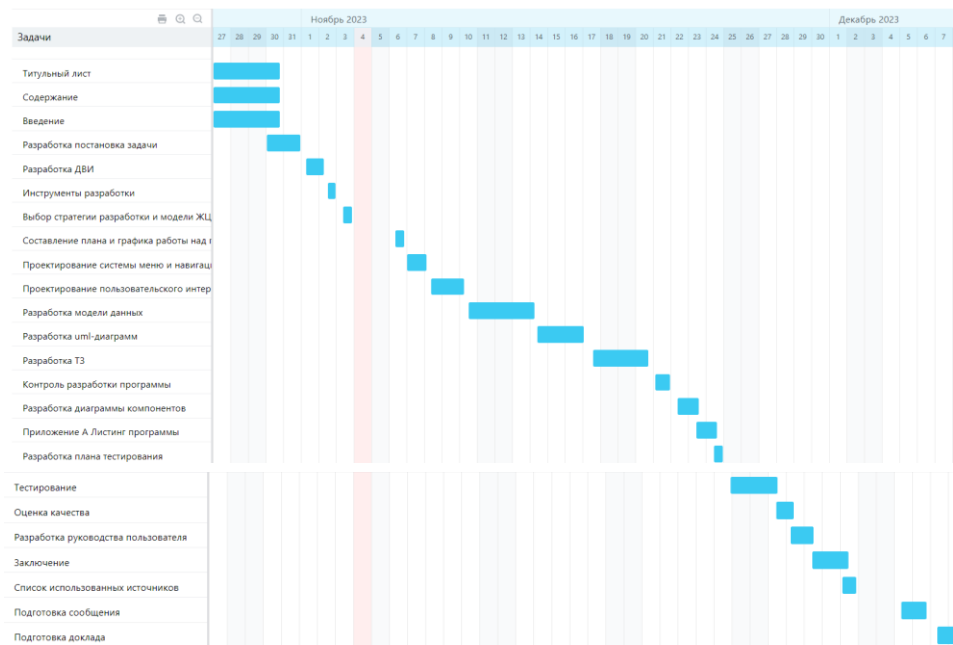 Ноябрь 2023 Декабрь 2023
Задачи 27 28 29 30 31 1 2 3 4 5 6 7 8 9 10 11 12 13 14 15 16 17 18 19 20 21 22 23 24 25 26 27 28 29 30 1 2 3 4 5 6 7
Титульный лист
Содержание
Введение
Разработка постановка задачи
Разработка ДВИ
Инструменты разработки
Выбор стратегии разработки и модели ЖЦ
Составление плана и графика работы над п
Проектирование системы меню и навигац
Проектирование пользовательского интер
Разработка модели данных
Разработка uml-диаграмм
Разработка ТЗ
Контроль разработки программы
Разработка диаграммы компонентов
Приложение А Листинг программы
Разработка плана тестирования
Тестирование
Оценка качества
Разработка руководства пользователя
Заключение
Список использованных источников
Подготовка сообщения
Подготовка доклада